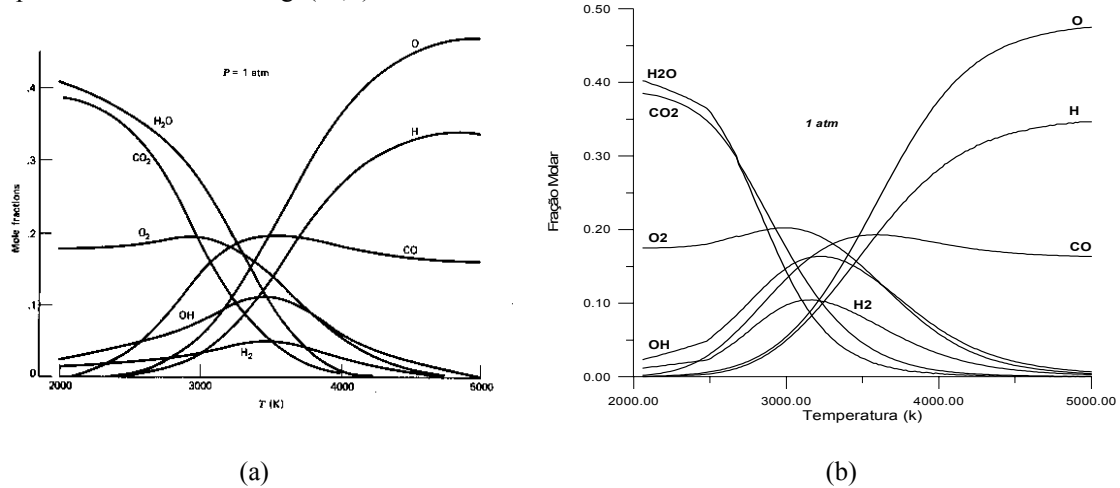 P = 1 atm
O
H
H₂O
CO₂
O₂
CO
OH
H₂
Mole fractions
.4
.3
.2
.1
0
2000
3000
4000
5000
T (K)
(a)
O
H
H2O
CO2
1 atm
O2
CO
H2
OH
Fração Molar
0.50
0.40
0.30
0.20
0.10
0.00
2000.00
3000.00
4000.00
5000.00
Temperatura (k)
(b)